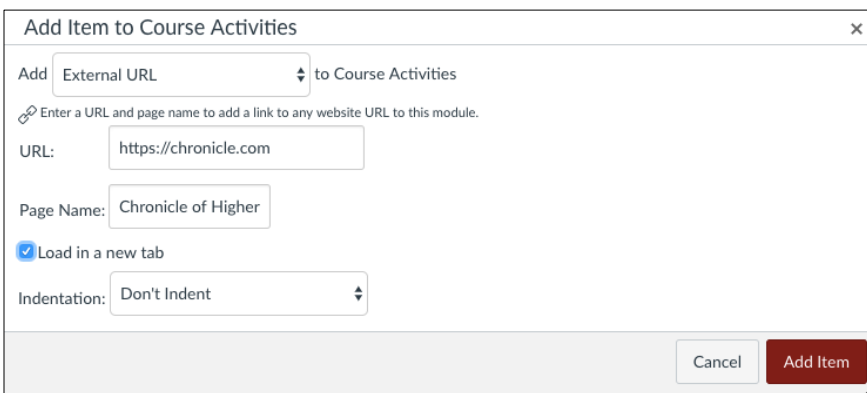 Add Item to Course Activities ×
Add External URL to Course Activities
Enter a URL and page name to add a link to any website URL to this module.
URL: https://chronicle.com
Page Name: Chronicle of Higher
Load in a new tab
Indentation: Don't Indent
Cancel Add Item